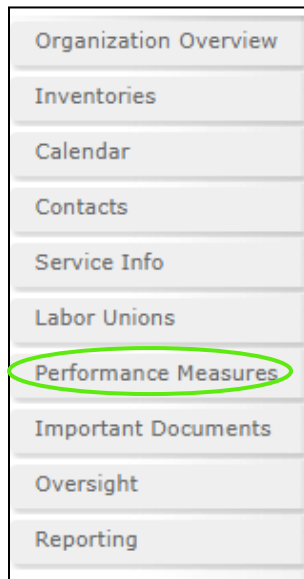 Organization Overview
Inventories
Calendar
Contacts
Service Info
Labor Unions
Performance Measures
Important Documents
Oversight
Reporting